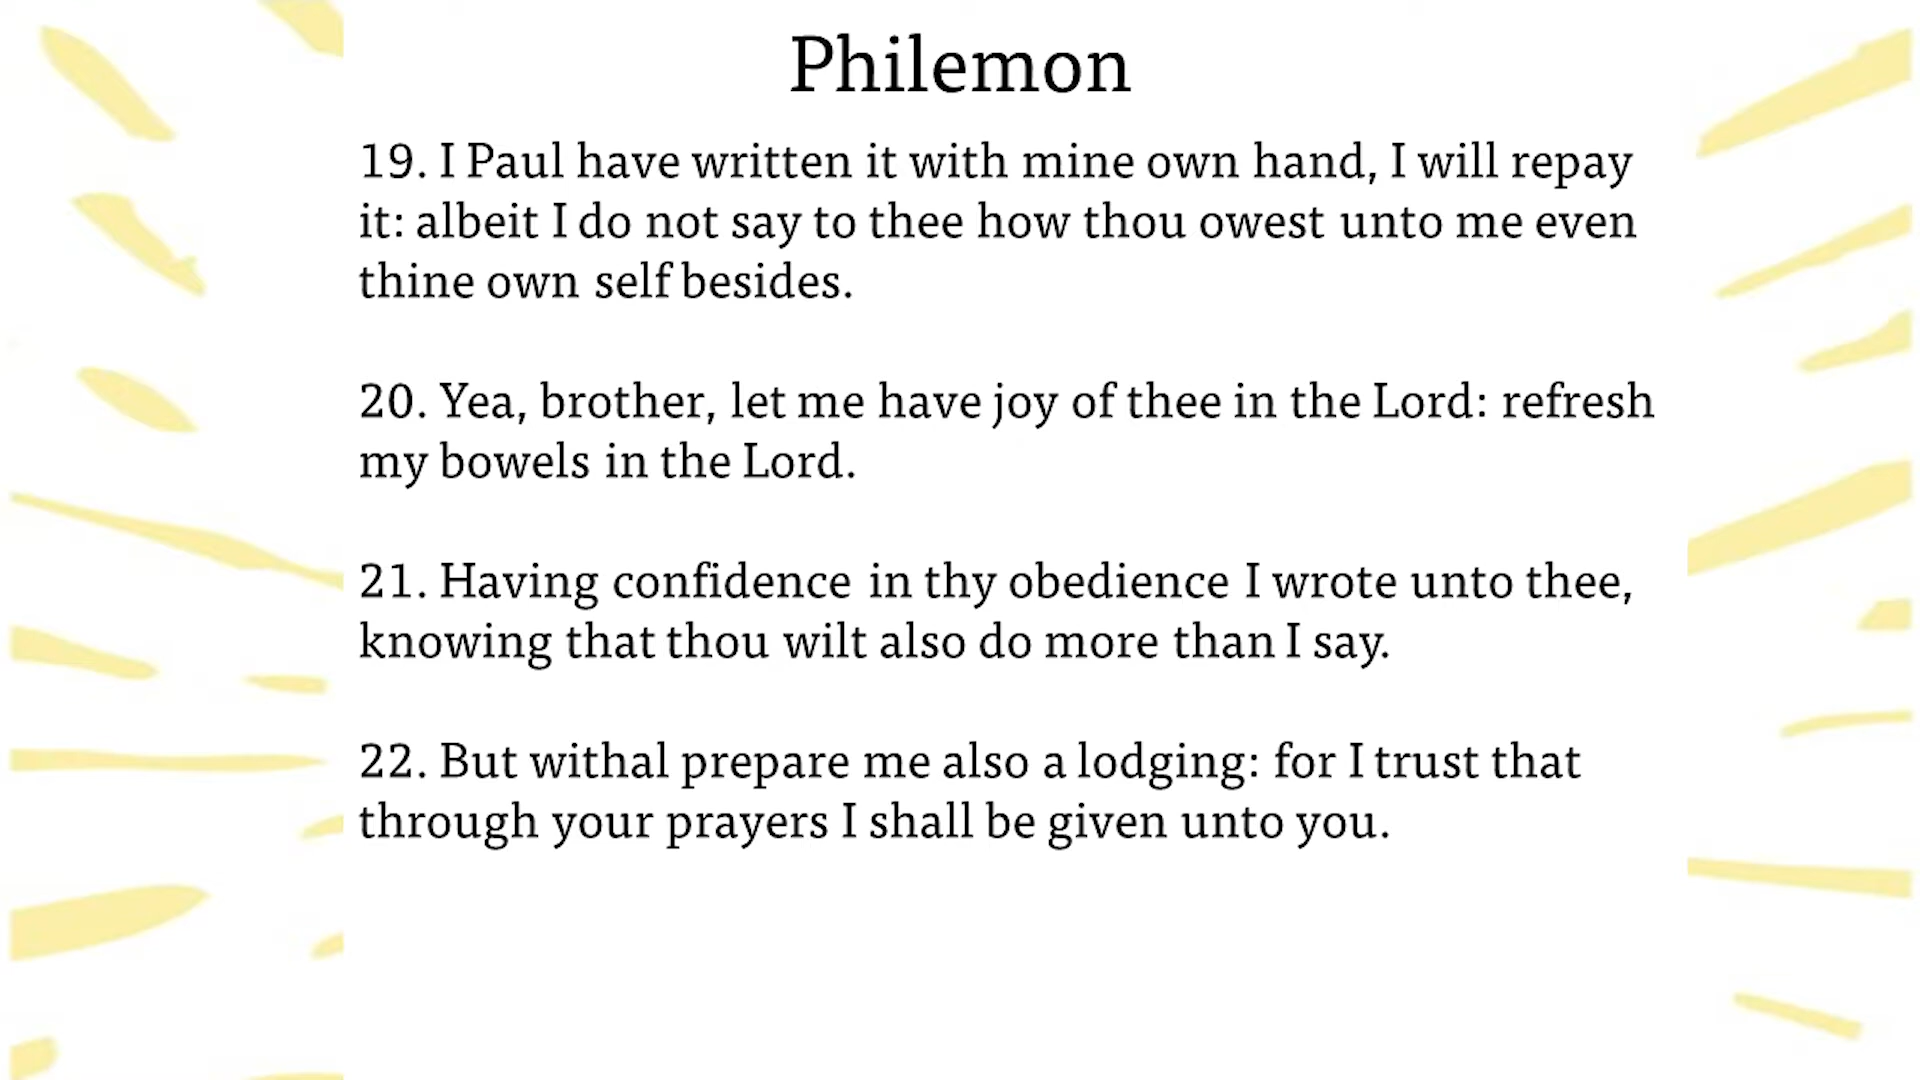 Philemon
19. I Paul have written it with mine own hand, I will repay
it: albeit I do not say to thee how thou owest unto me even
thine own self besides.
20. Yea, brother, let me have joy of thee in the Lord: refresh
my bowels in the Lord.
21. Having confidence in thy obedience I wrote unto thee,
knowing that thou wilt also do more than I say.
22. But withal prepare me also a lodging: for I trust that
through your prayers I shall be given unto you.